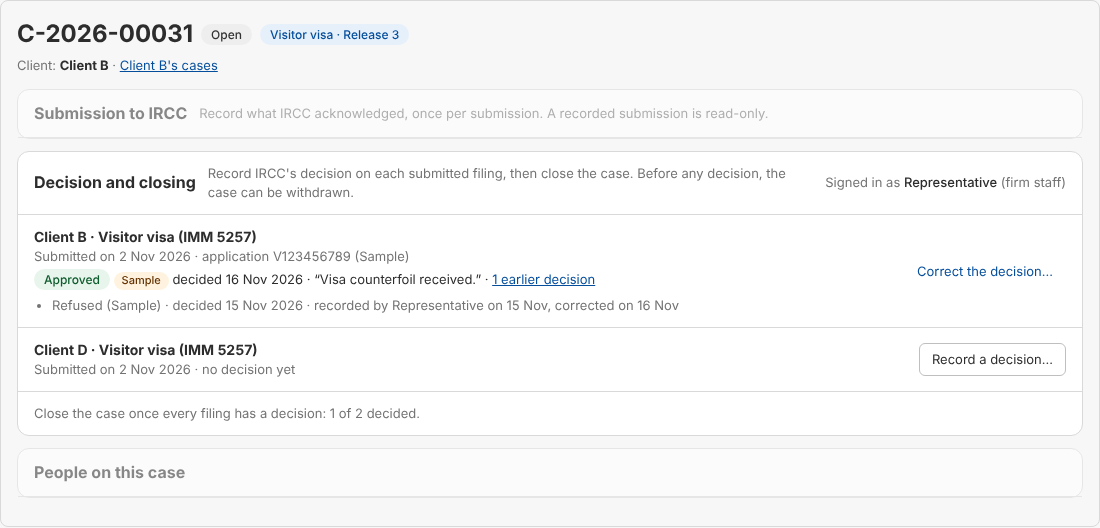 C-2026-00031 Open Visitor visa · Release 3
Client: Client B · Client B's cases
Submission to IRCC Record what IRCC acknowledged, once per submission. A recorded submission is read-only.
Decision and closing
Record IRCC's decision on each submitted filing, then close the case. Before any decision, the
case can be withdrawn.
Signed in as Representative (firm staff)
Client B · Visitor visa (IMM 5257)
Submitted on 2 Nov 2026 · application V123456789 (Sample)
Approved Sample decided 16 Nov 2026 · “Visa counterfoil received.” · 1 earlier decision
Correct the decision...
• Refused (Sample) · decided 15 Nov 2026 · recorded by Representative on 15 Nov, corrected on 16 Nov
Client D · Visitor visa (IMM 5257)
Submitted on 2 Nov 2026 · no decision yet
Record a decision...
Close the case once every filing has a decision: 1 of 2 decided.
People on this case